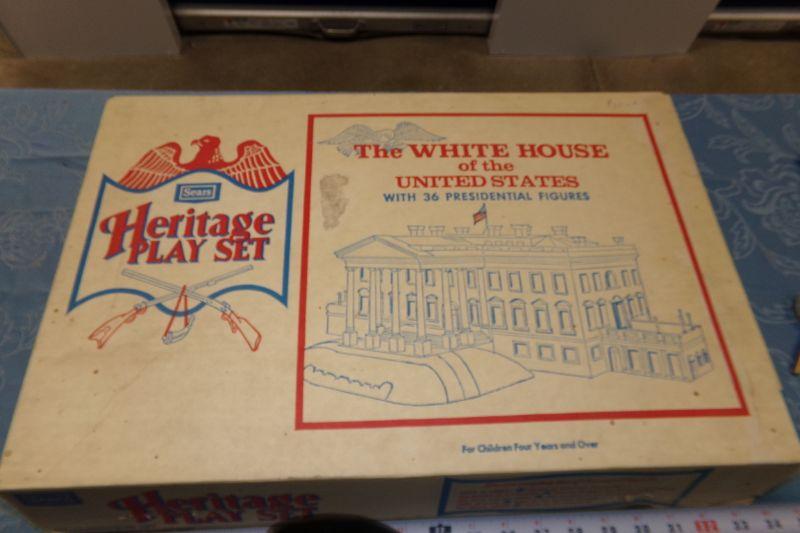 Sears
Heritage
PLAY SET
The WHITE HOUSE
of the
UNITED STATES
WITH 36 PRESIDENTIAL FIGURES
For Children Four Years and Over
Heritage
PLAY SET